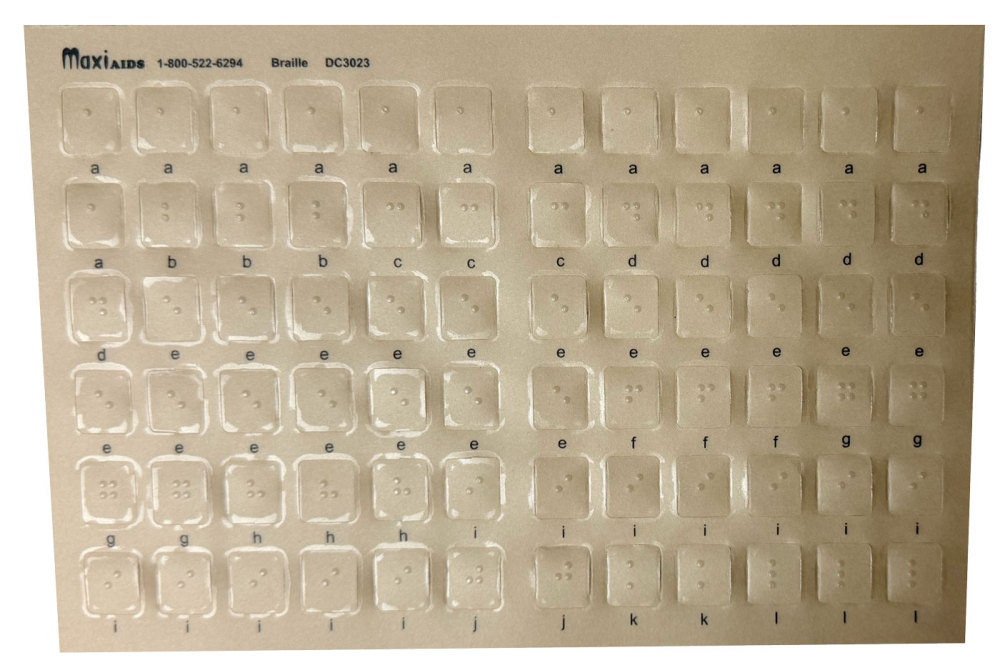 MaxiAIDS 1-800-522-6294 Braille DC3023
a a a a a a a a a a a a
a b b b c c c d d d d d
d e e e e e e e e e e e
e e e e e e e f f f g g
g g h h h i i i i i i i
i i i i i j j k k l l l